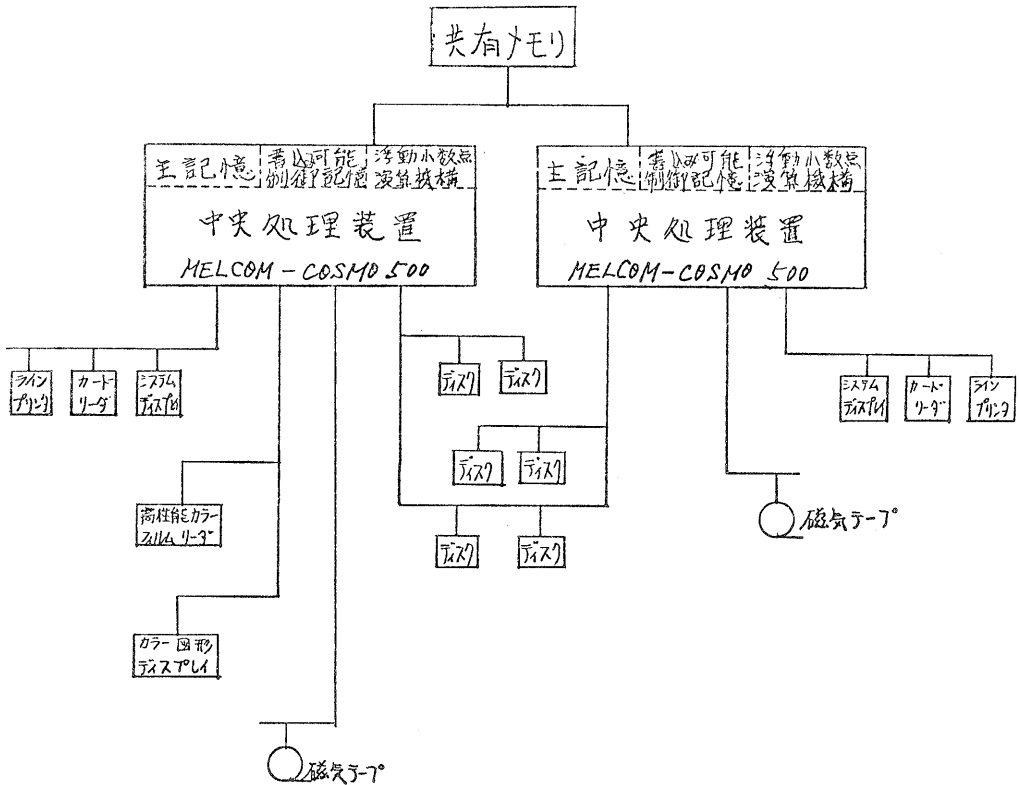 共有メモリ
主記憶
書込可能
制御記憶
浮動小数点
演算機構
中央処理装置
MELCOM-COSMO 500
主記憶
書込可能
制御記憶
浮動小数点
演算機構
中央処理装置
MELCOM-COSMO 500
ライン
プリンタ
カード
リーダ
システム
ディスプレイ
ディスク
ディスク
システム
ディスプレイ
カード
リーダ
ライン
プリンタ
ディスク
ディスク
高性能カラー
フィルムリーダ
磁気テープ
ディスク
ディスク
カラー図形
ディスプレイ
磁気テープ